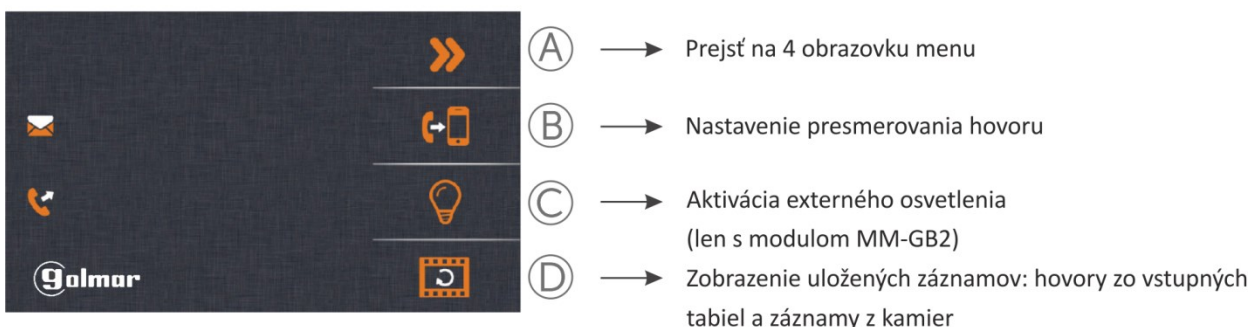 A
Prejsť na 4 obrazovku menu
B
Nastavenie presmerovania hovoru
C
Aktivácia externého osvetlenia
(len s modulom MM-GB2)
golmar
D
Zobrazenie uložených záznamov: hovory zo vstupných
tabiel a záznamy z kamier